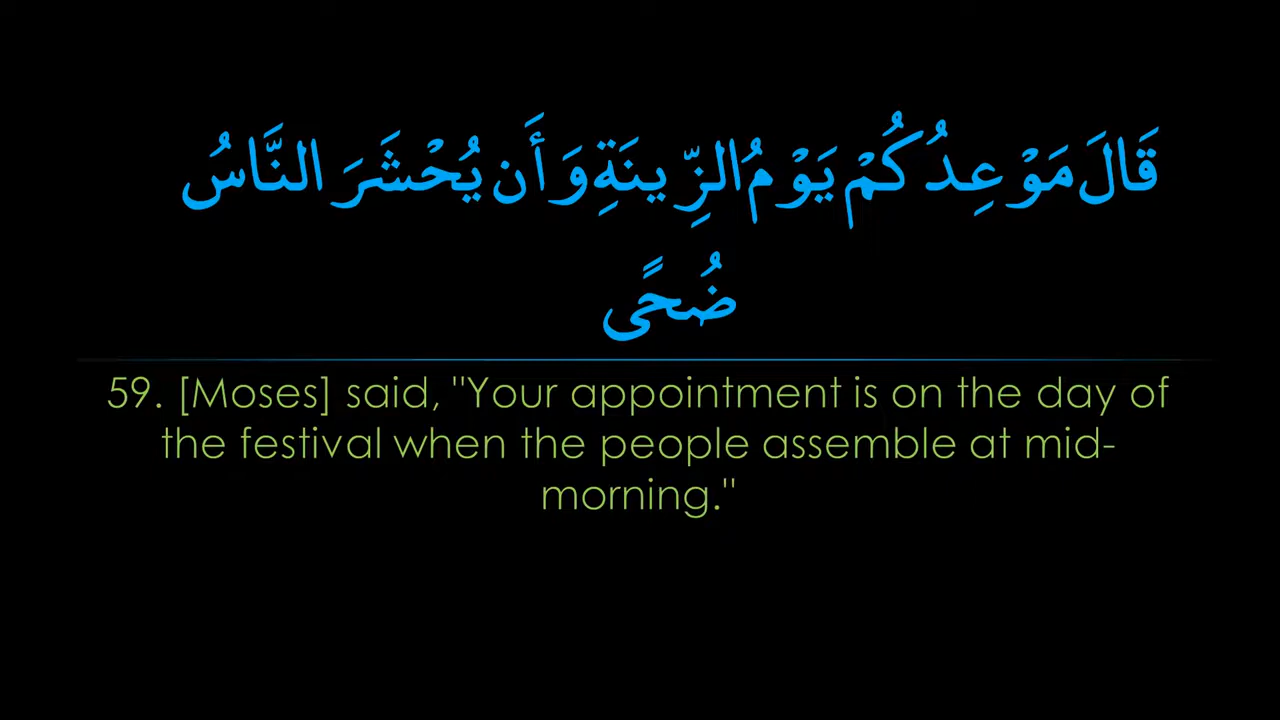 قَالَ مَوْعِدُكُمْ يَوْمُ الزِّينَةِ وَأَن يُحْشَرَ النَّاسُ
ضُحًى
59. [Moses] said, "Your appointment is on the day of
the festival when the people assemble at mid-
morning."